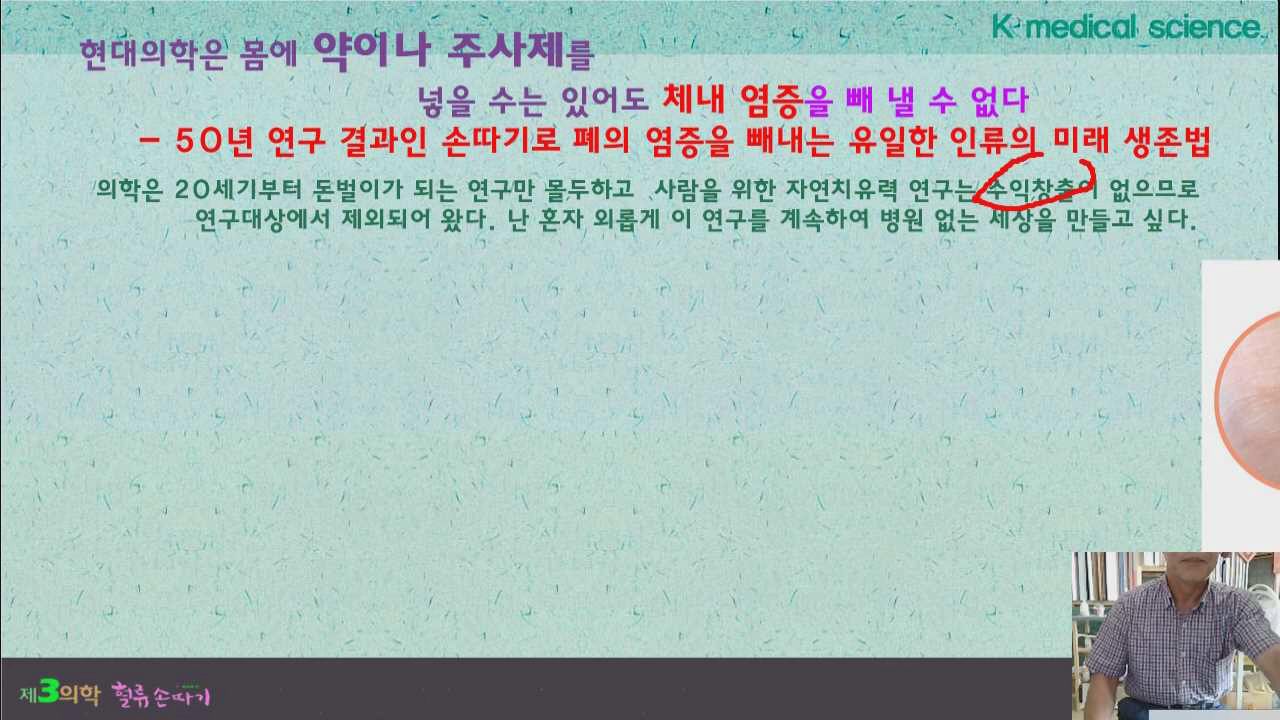 K-medical science..
현대의학은 몸에 약이나 주사제를
넣을 수는 있어도 체내 염증을 빼 낼 수 없다
- 50년 연구 결과인 손따기로 폐의 염증을 빼내는 유일한 인류의 미래 생존법
의학은 20세기부터 돈벌이가 되는 연구만 몰두하고 사람을 위한 자연치유력 연구는 수익창출이 없으므로
연구대상에서 제외되어 왔다. 난 혼자 외롭게 이 연구를 계속하여 병원 없는 세상을 만들고 싶다.
제3의학 혈류손따기